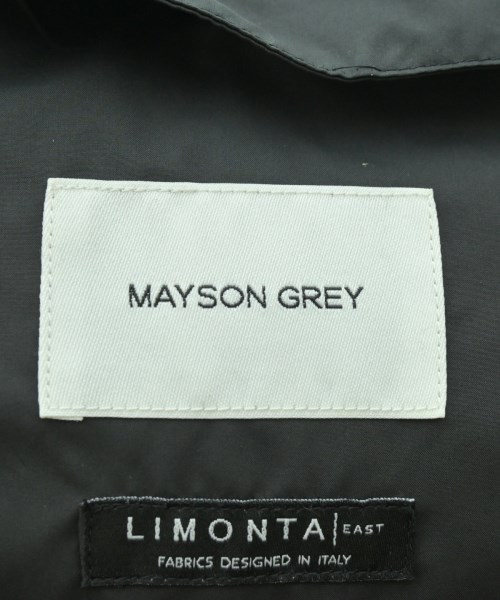 MAYSON GREY
LIMONTA|EAST
FABRICS DESIGNED IN ITALY